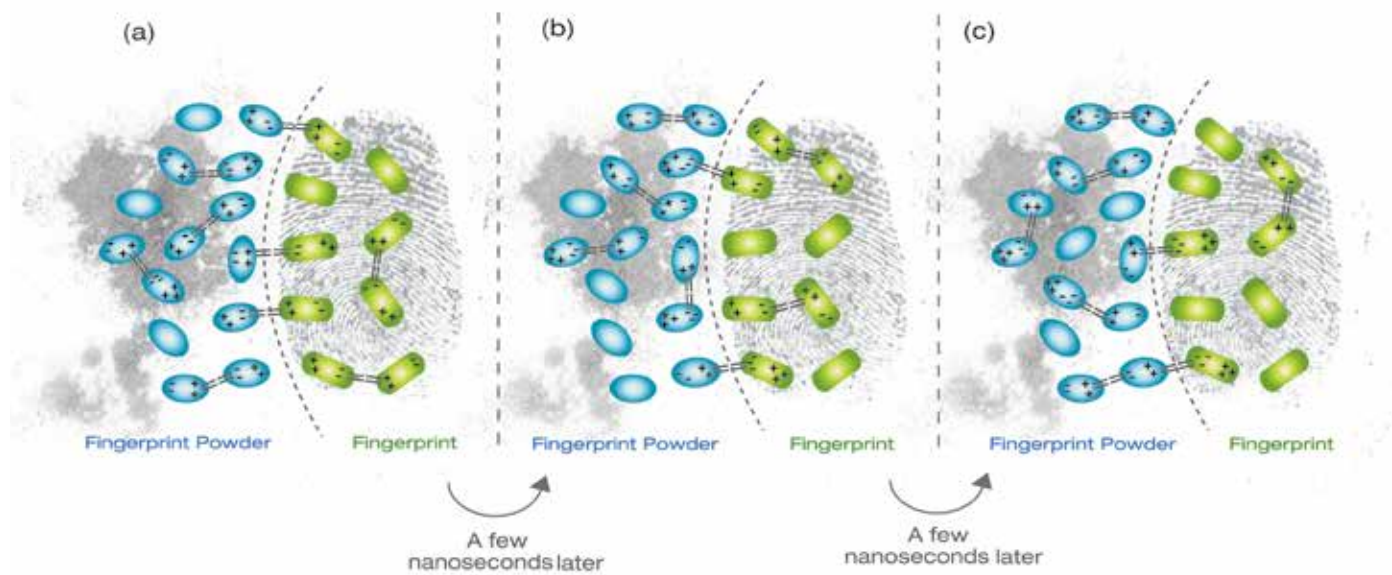 (a)
(b)
(c)
Fingerprint Powder
Fingerprint
Fingerprint Powder
Fingerprint
Fingerprint Powder
Fingerprint
A few
nanoseconds later
A few
nanoseconds later